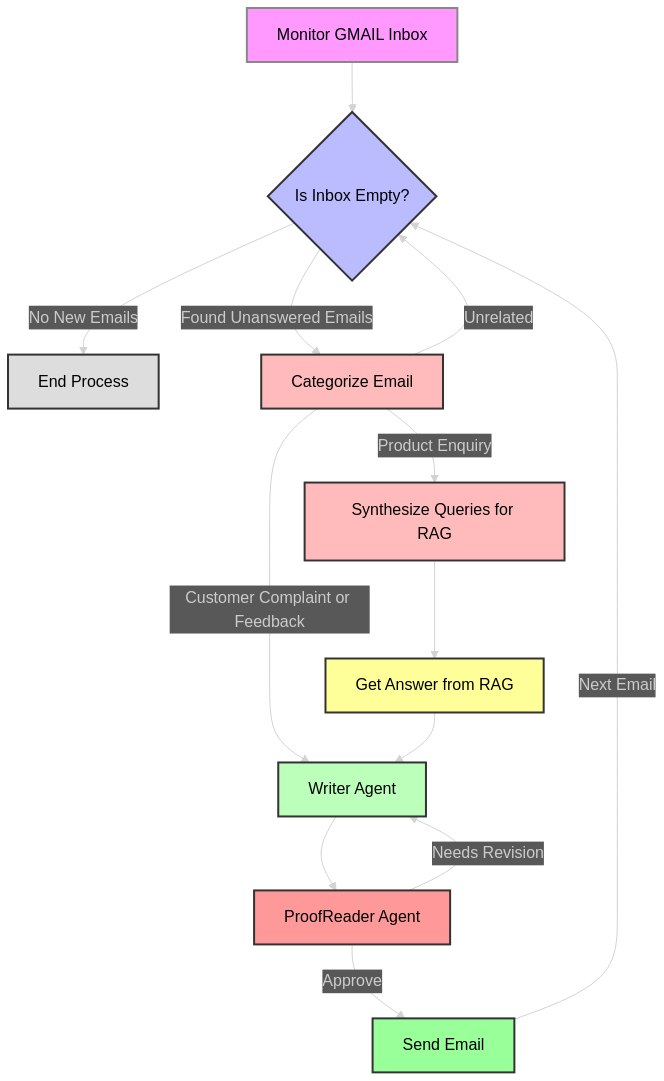 Monitor GMAIL Inbox
Is Inbox Empty?
No New Emails
Found Unanswered Emails
Unrelated
End Process
Categorize Email
Product Enquiry
Synthesize Queries for
RAG
Customer Complaint or
Feedback
Get Answer from RAG
Next Email
Writer Agent
Needs Revision
ProofReader Agent
Approve
Send Email